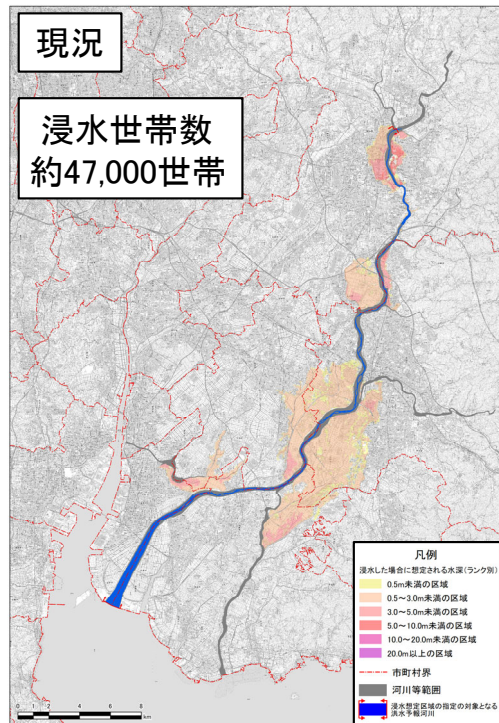 現況
浸水世帯数
約47,000世帯
凡例
浸水した場合に想定される水深(ランク別)
0.5m未満の区域
0.5~3.0m未満の区域
3.0~5.0m未満の区域
5.0~10.0m未満の区域
10.0~20.0m未満の区域
20.0m以上の区域
市町村界
河川等範囲
浸水想定区域の指定の対象となる
洪水予報河川
0 2 4 6 8
km